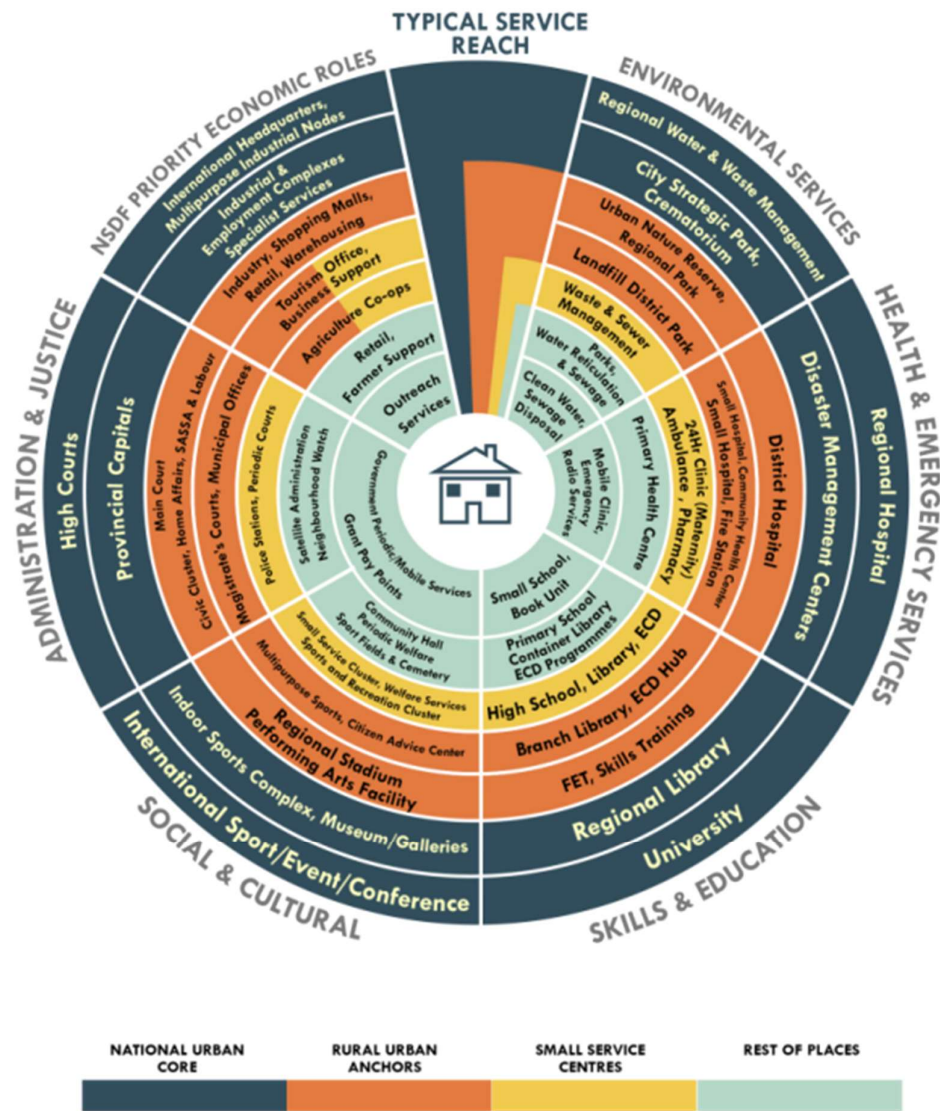 TYPICAL SERVICE
REACH
NSDF PRIORITY ECONOMIC ROLES
International Headquarters,
Multipurpose Industrial Nodes
Industrial &
Employment Complexes
Specialist Services
Industry, Shopping Malls,
Retail, Warehousing
Tourism Office,
Business Support
Agriculture Co-ops
Retail,
Farmer Support
Outreach
Services
ENVIRONMENTAL SERVICES
Regional Water & Waste Management
City Strategic Park,
Crematorium
Urban Nature Reserve,
Regional Park
Landfill District Park
Waste & Sewer
Management
Parks,
Water Reticulation
& Sewage
Clean Water,
Sewage
Disposal
HEALTH & EMERGENCY SERVICES
Regional Hospital
Disaster Management Centers
District Hospital
Small Hospital, Community Health Center
Small Hospital, Fire Station
24Hr Clinic (Maternity)
Ambulance , Pharmacy
Primary Health Centre
Mobile Clinic,
Emergency
Radio Services
SKILLS & EDUCATION
University
Regional Library
FET, Skills Training
Branch Library, ECD Hub
High School, Library, ECD
Primary School
Container Library
ECD Programmes
Small School,
Book Unit
SOCIAL & CULTURAL
International Sport/Event/Conference
Indoor Sports Complex, Museum/Galleries
Regional Stadium
Performing Arts Facility
Multipurpose Sports, Citizen Advice Center
Small Service Cluster, Welfare Services
Sports and Recreation Cluster
Community Hall
Periodic Welfare
Sport Fields & Cemetery
ADMINISTRATION & JUSTICE
High Courts
Provincial Capitals
Main Court
Civic Cluster, Home Affairs, SASSA & Labour
Magistrate's Courts, Municipal Offices
Police Stations, Periodic Courts
Satellite Administration
Neighbourhood Watch
Government Periodic/Mobile Services
Grant Pay Points
NATIONAL URBAN
CORE
RURAL URBAN
ANCHORS
SMALL SERVICE
CENTRES
REST OF PLACES